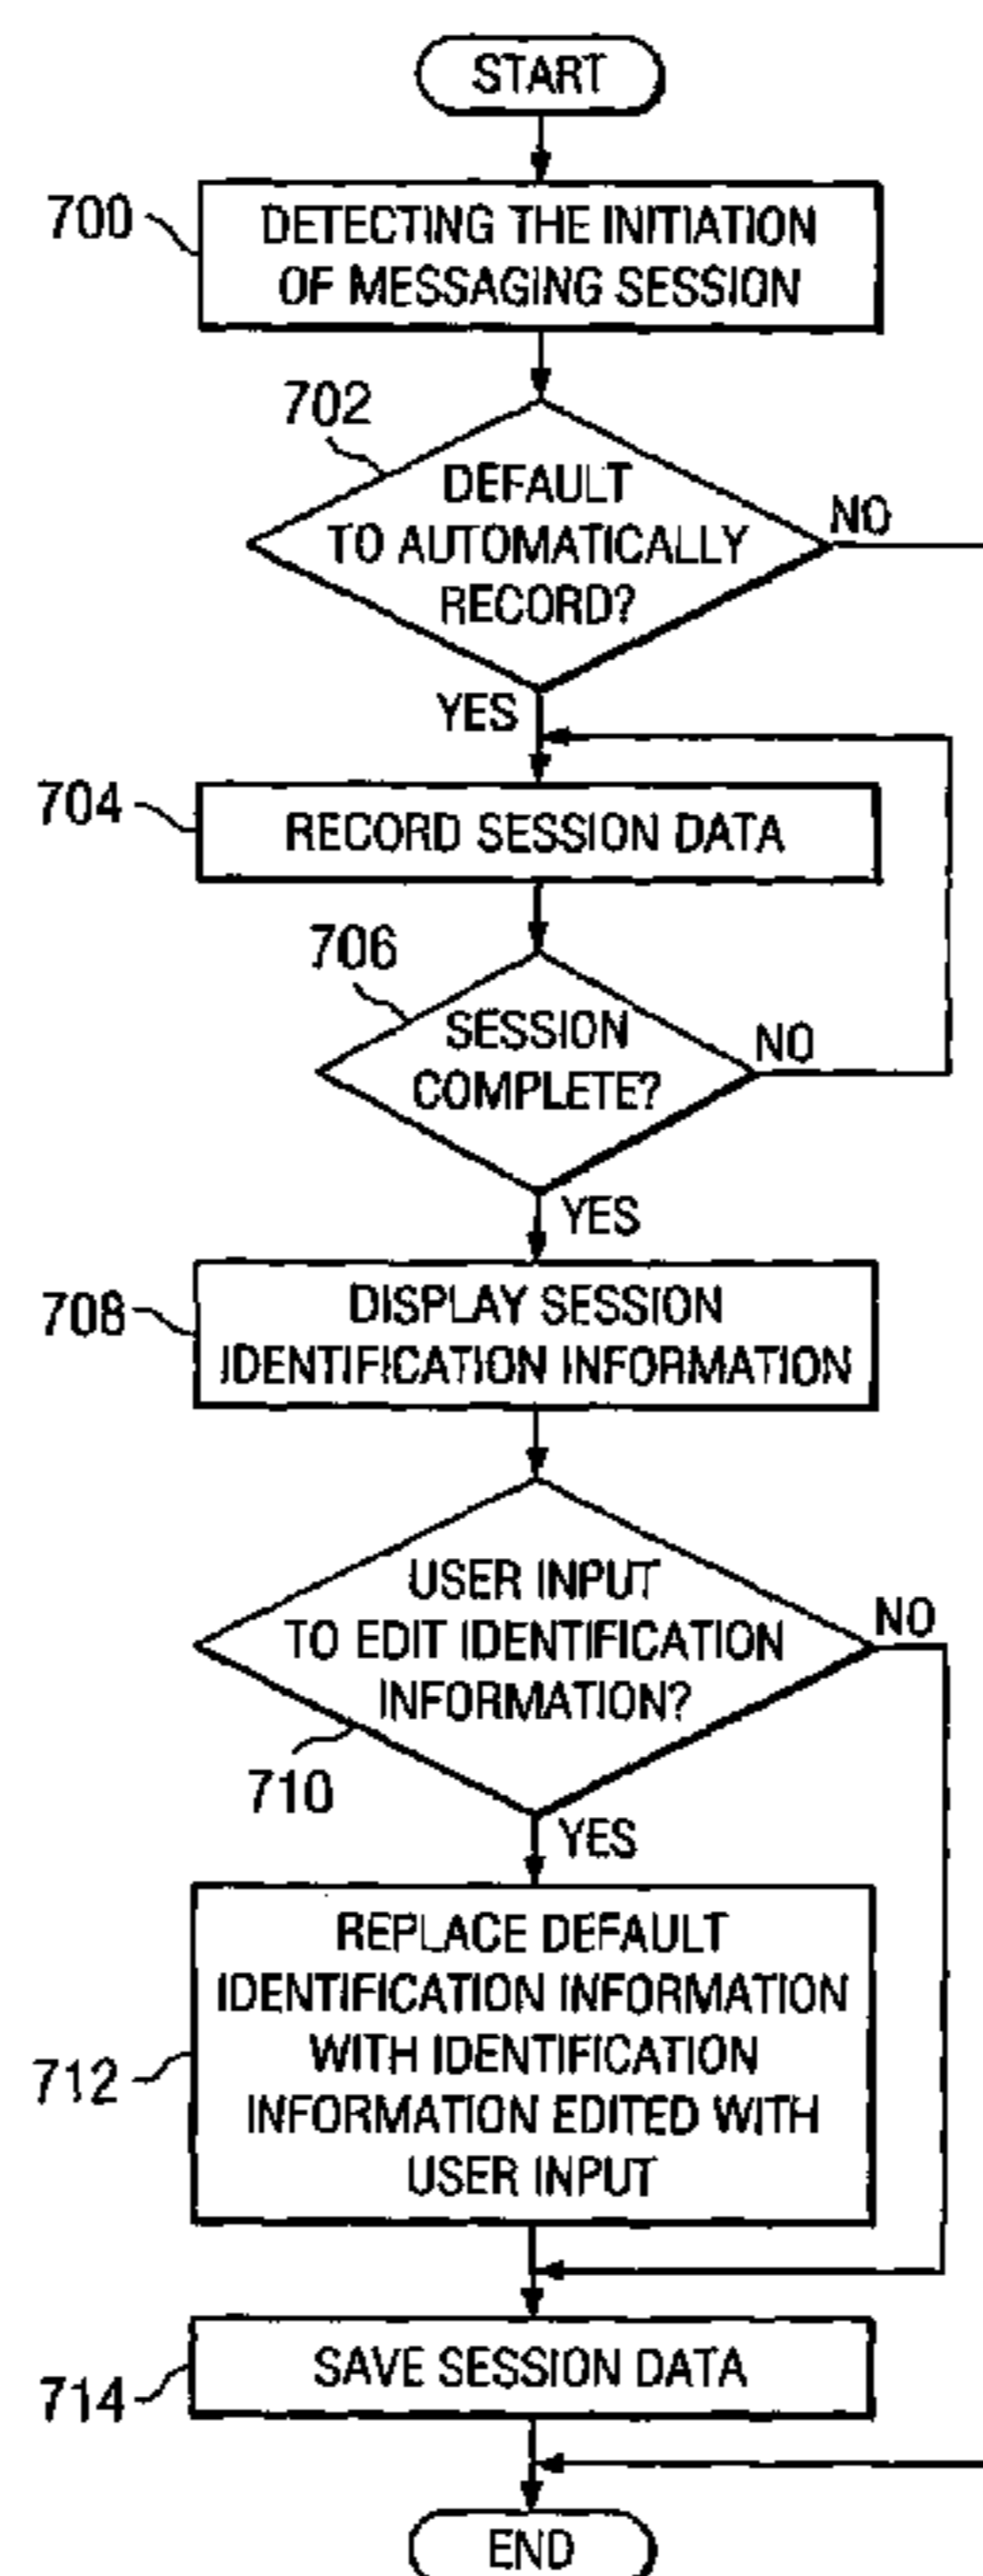 START
700
DETECTING THE INITIATION
OF MESSAGING SESSION
702
DEFAULT
TO AUTOMATICALLY
RECORD?
NO
YES
704
RECORD SESSION DATA
706
SESSION
COMPLETE?
NO
YES
708
DISPLAY SESSION
IDENTIFICATION INFORMATION
USER INPUT
TO EDIT IDENTIFICATION
INFORMATION?
NO
710
YES
REPLACE DEFAULT
IDENTIFICATION INFORMATION
WITH IDENTIFICATION
INFORMATION EDITED WITH
USER INPUT
712
SAVE SESSION DATA
714
END